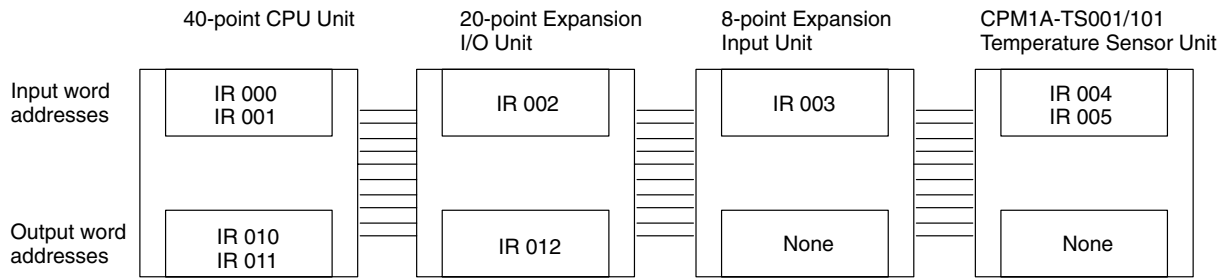 40-point CPU Unit
20-point Expansion
I/O Unit
8-point Expansion
Input Unit
CPM1A-TS001/101
Temperature Sensor Unit
Input word
addresses
IR 000
IR 001
IR 002
IR 003
IR 004
IR 005
Output word
addresses
IR 010
IR 011
IR 012
None
None